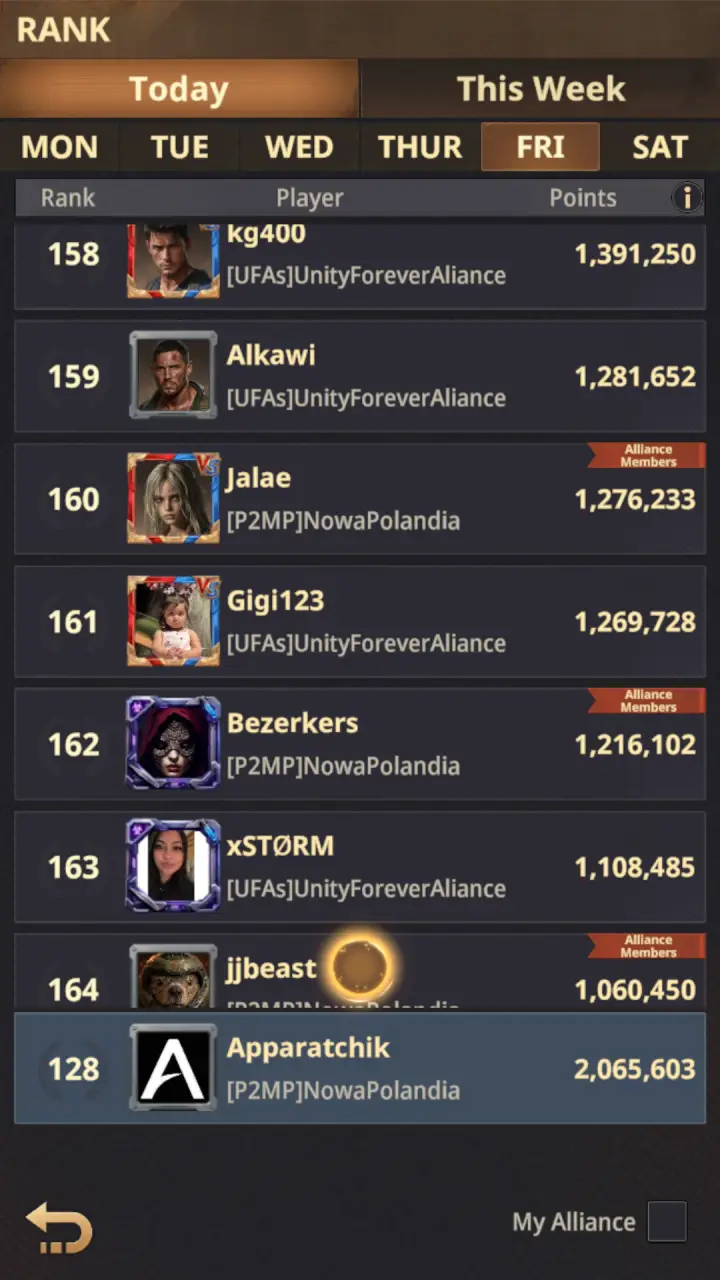 RANK
Today
This Week
MON
TUE
WED
THUR
FRI
SAT
Rank
Player
Points
158
kg400
[UFAs]UnityForeverAliance
1,391,250
159
Alkawi
[UFAs]UnityForeverAliance
1,281,652
Alliance
Members
160
Jalae
[P2MP]NowaPolandia
1,276,233
161
Gigi123
[UFAs]UnityForeverAliance
1,269,728
Alliance
Members
162
Bezerkers
[P2MP]NowaPolandia
1,216,102
163
xSTØRM
[UFAs]UnityForeverAliance
1,108,485
Alliance
Members
164
jjbeast
[P2MP]NowaPolandia
1,060,450
128
Apparatchik
[P2MP]NowaPolandia
2,065,603
My Alliance